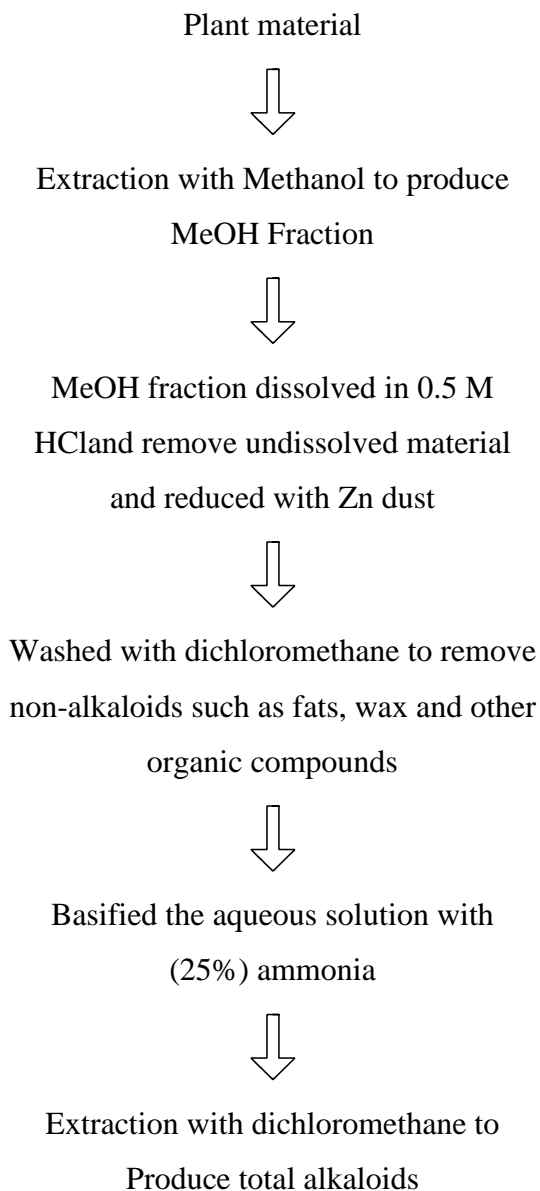 Plant material
Extraction with Methanol to produce
MeOH Fraction
MeOH fraction dissolved in 0.5 M
HCland remove undissolved material
and reduced with Zn dust
Washed with dichloromethane to remove
non-alkaloids such as fats, wax and other
organic compounds
Basified the aqueous solution with
(25%) ammonia
Extraction with dichloromethane to
Produce total alkaloids